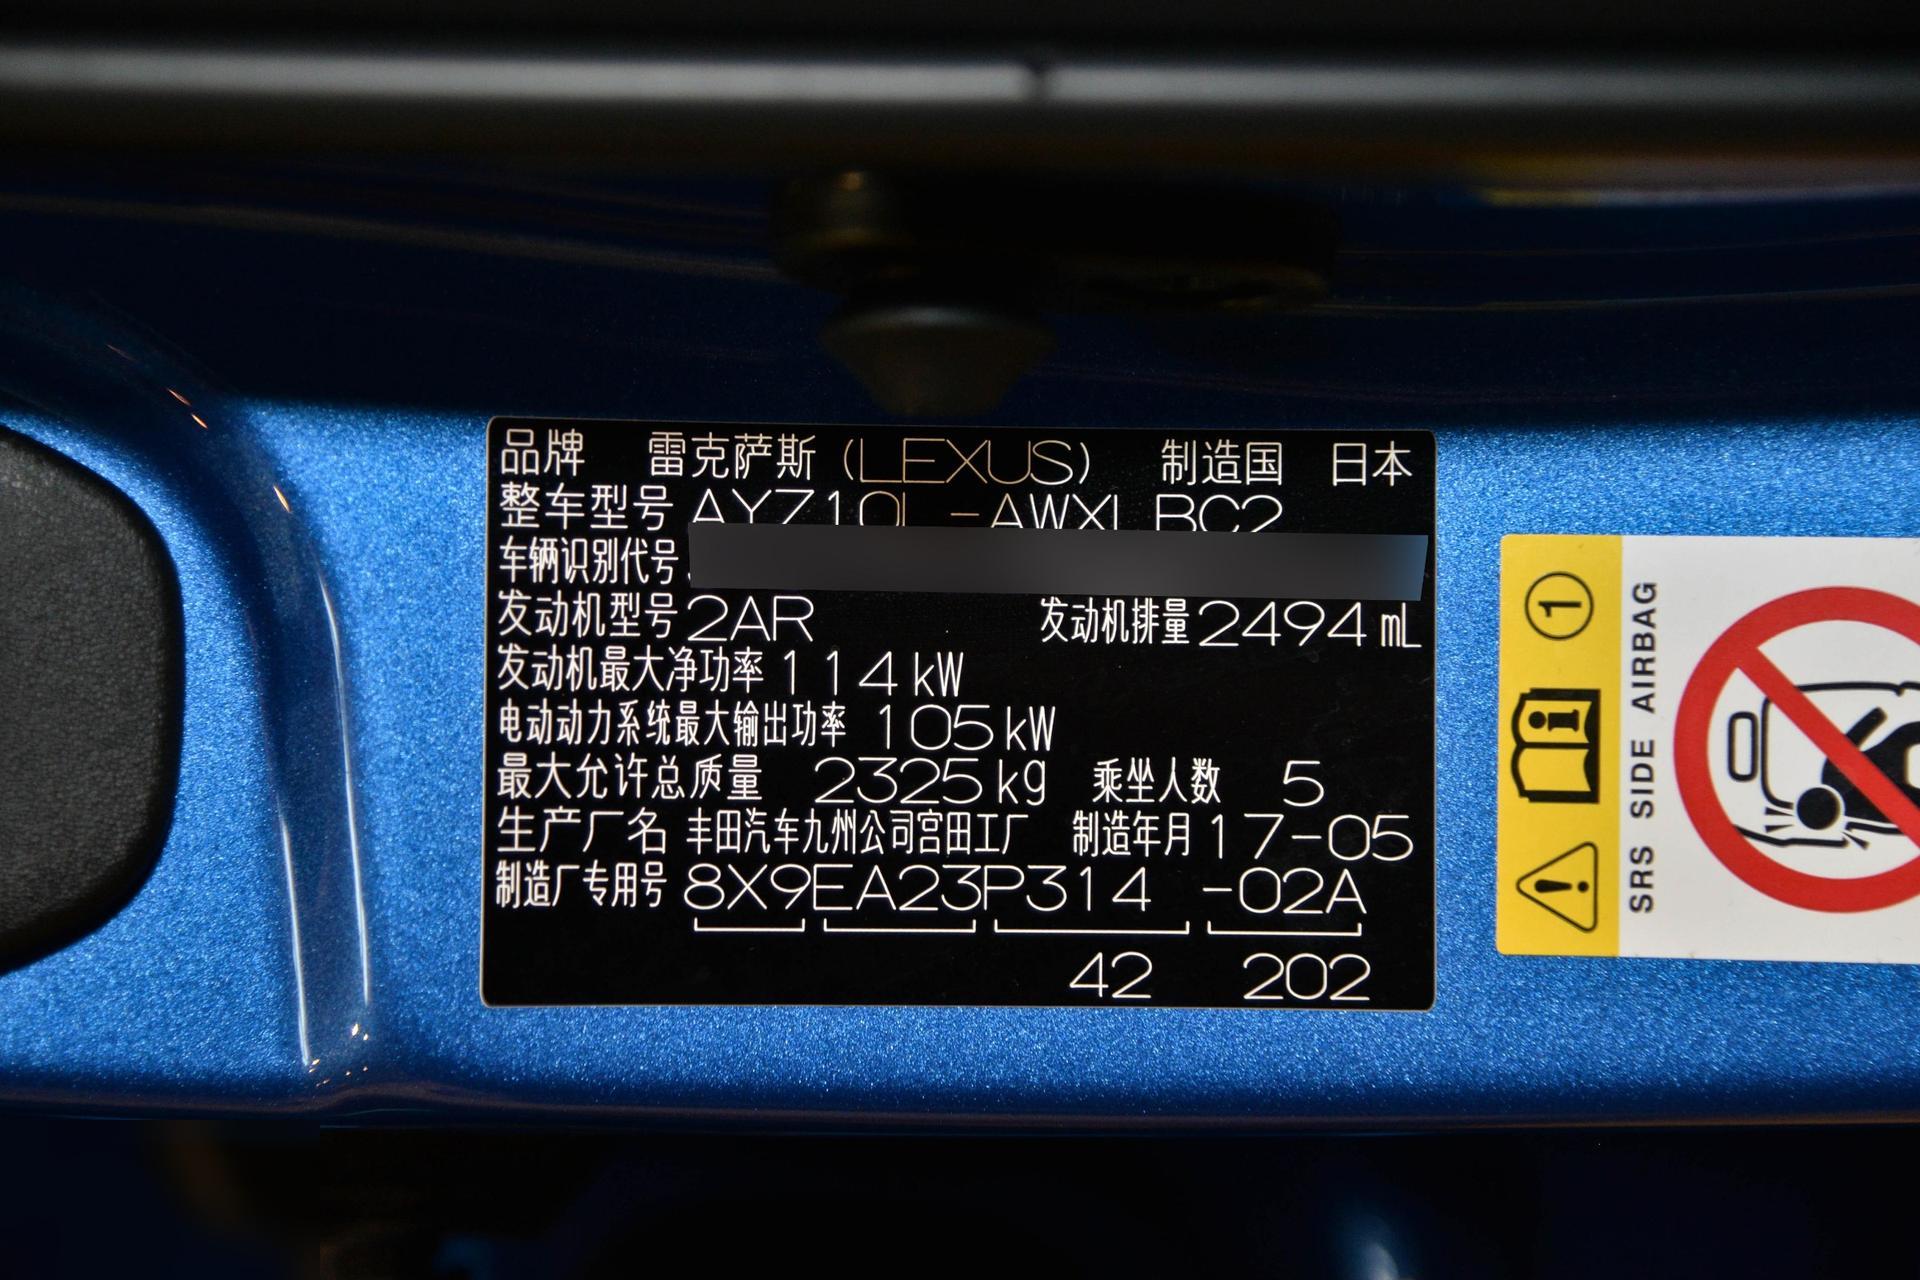 品牌 雷克萨斯 (LEXUS) 制造国 日本
整车型号 AYZ10L-AWXLBC2
车辆识别代号
发动机型号 2AR 发动机排量 2494 mL
发动机最大净功率 114 kW
电动动力系统最大输出功率 105 kW
最大允许总质量 2325 kg 乘坐人数 5
生产厂名 丰田汽车九州公司宫田工厂 制造年月 17-05
制造厂专用号 8X9EA23P314 -02A
42 202
1
SRS SIDE AIRBAG